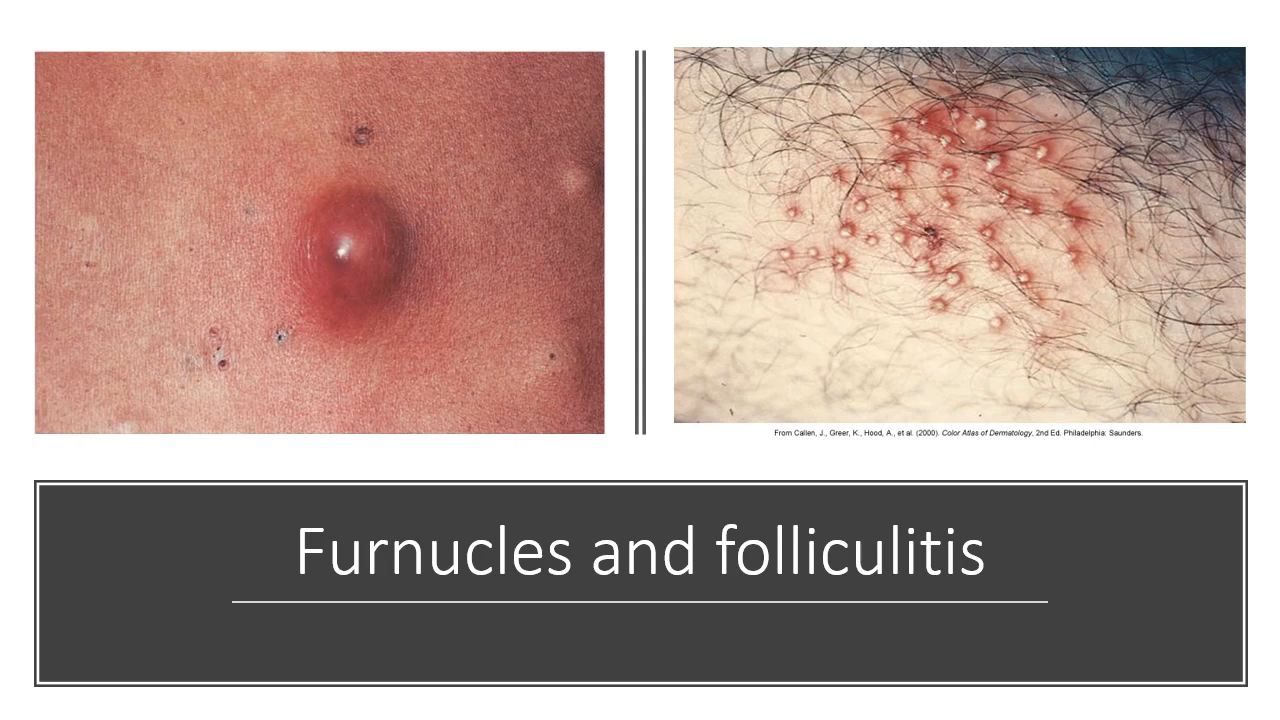 From Callen, J., Greer, K., Hood, A., et al. (2000). Color Atlas of Dermatology, 2nd Ed. Philadelphia: Saunders.
Furnucles and folliculitis